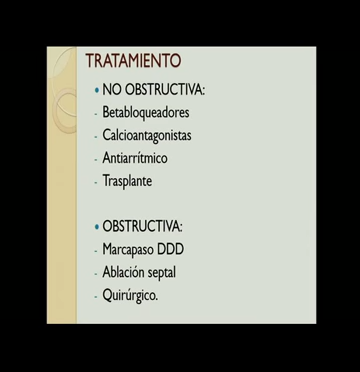 TRATAMIENTO
• NO OBSTRUCTIVA:
- Betabloqueadores
- Calcioantagonistas
- Antiarrítmico
- Trasplante
• OBSTRUCTIVA:
- Marcapaso DDD
- Ablación septal
- Quirúrgico.